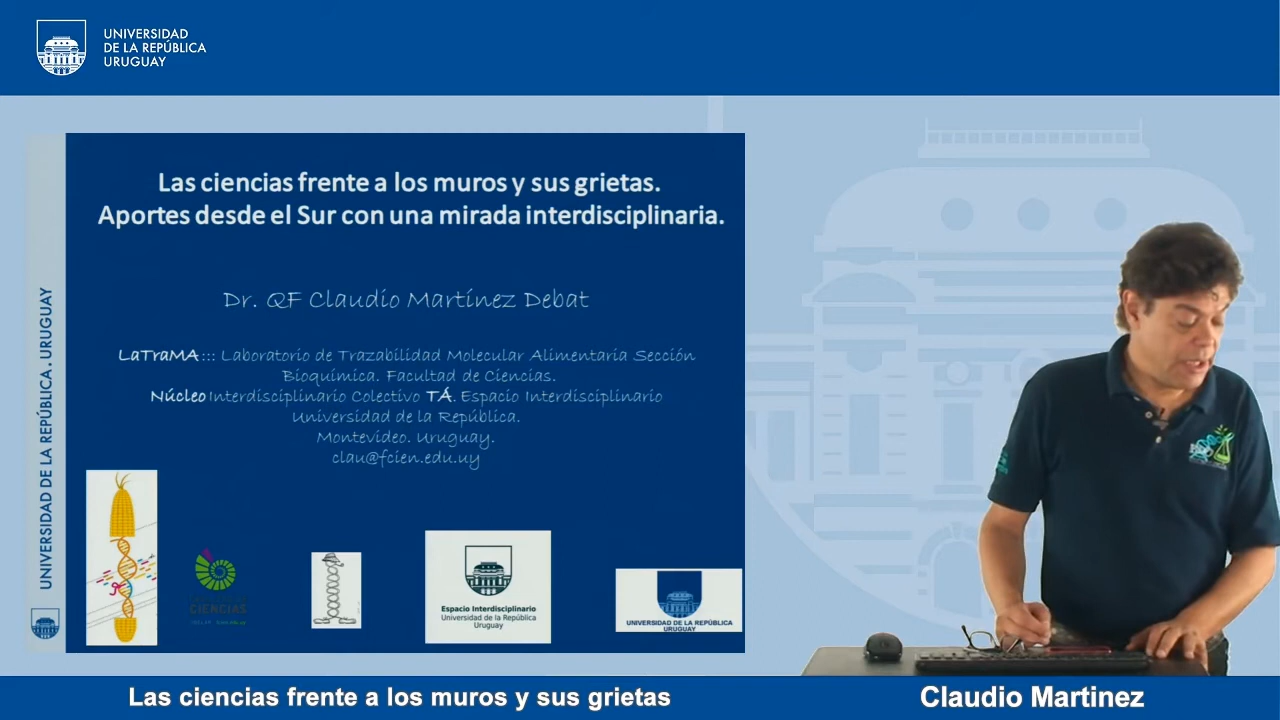 UNIVERSIDAD
DE LA REPÚBLICA
URUGUAY
Las ciencias frente a los muros y sus grietas.
Aportes desde el Sur con una mirada interdisciplinaria.
Dr. QF Claudio Martínez Debat
LaTraMA::: Laboratorio de Trazabilidad Molecular Alimentaria Sección
Bioquímica. Facultad de Ciencias.
Núcleo Interdisciplinario Colectivo TÁ. Espacio Interdisciplinario
Universidad de la República.
Montevideo. Uruguay.
clau@fcien.edu.uy
UNIVERSIDAD DE LA REPÚBLICA . URUGUAY
CIENCIAS
Espacio Interdisciplinario
Universidad de la República
Uruguay
UNIVERSIDAD DE LA REPÚBLICA
URUGUAY
Las ciencias frente a los muros y sus grietas
Claudio Martinez